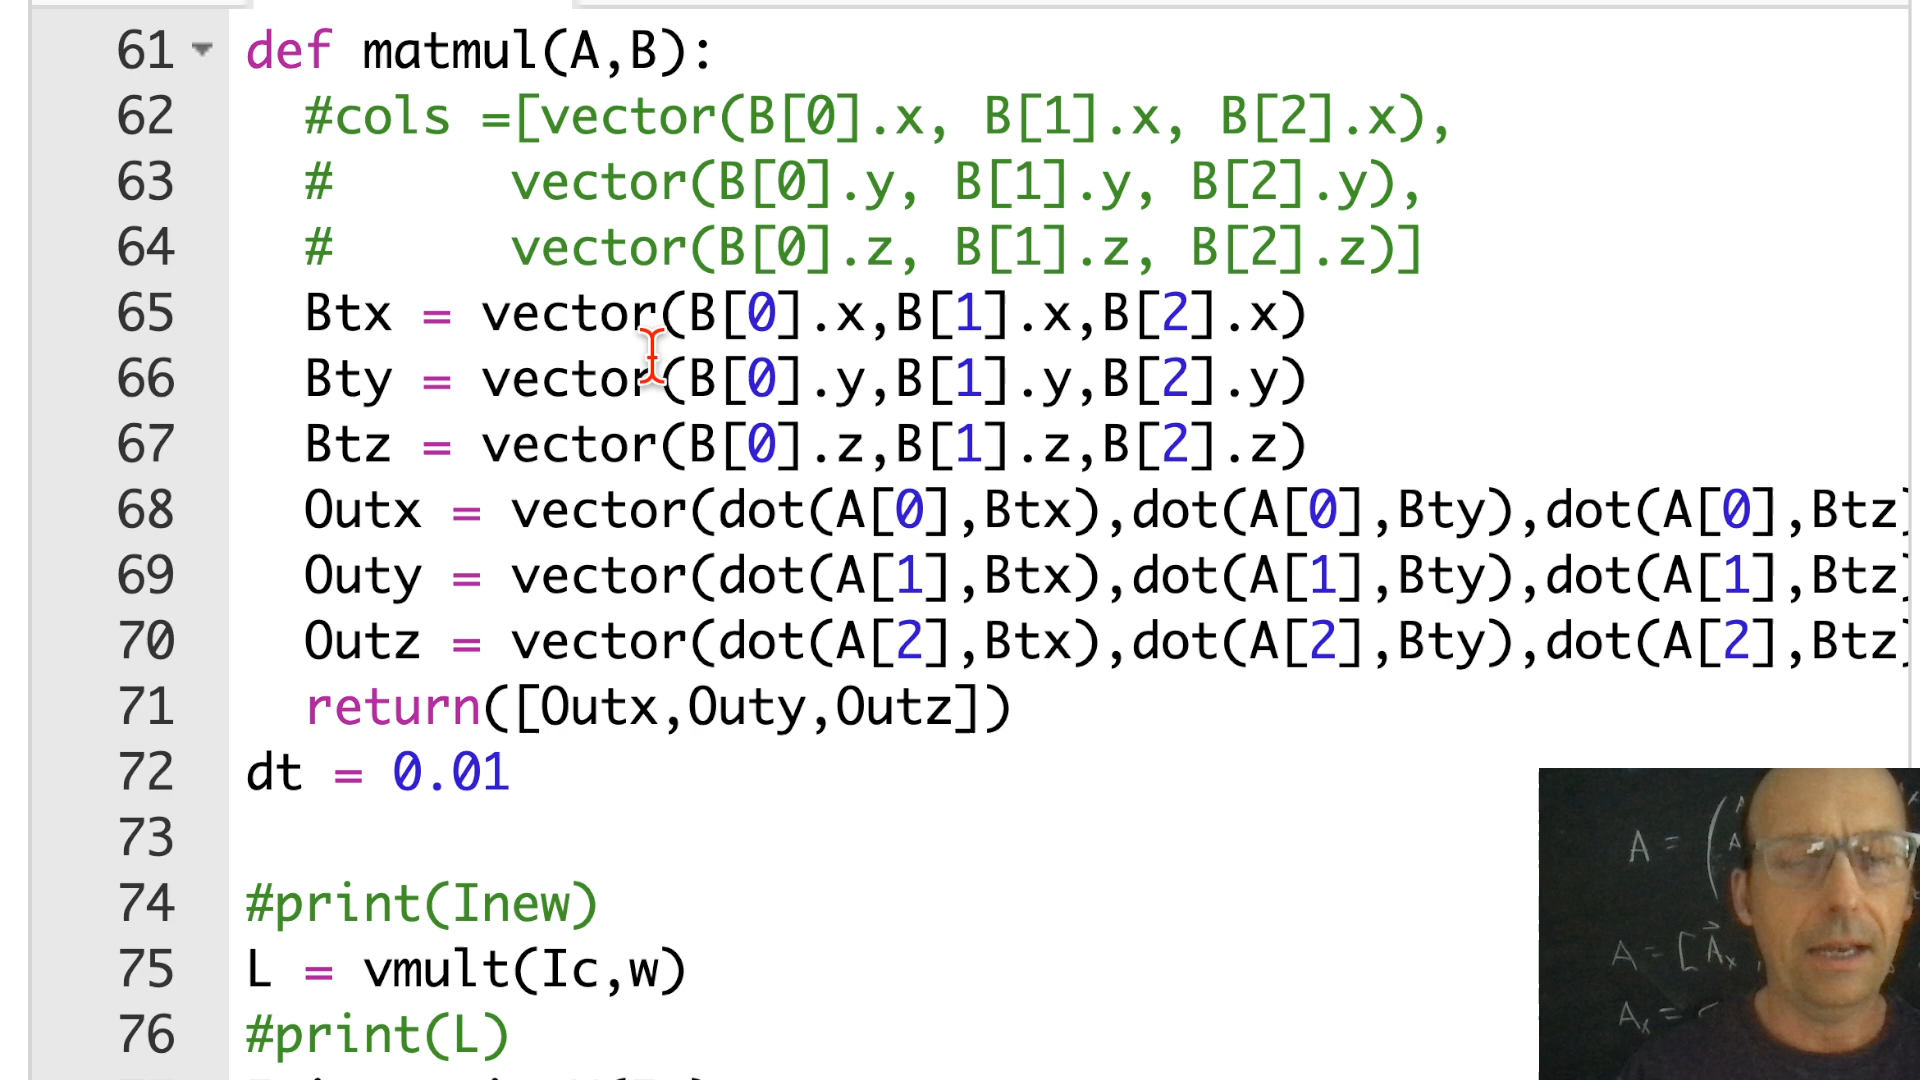 61 def matmul(A,B):
62 #cols =[vector(B[0].x, B[1].x, B[2].x),
63 # vector(B[0].y, B[1].y, B[2].y),
64 # vector(B[0].z, B[1].z, B[2].z)]
65 Btx = vector(B[0].x,B[1].x,B[2].x)
66 Bty = vector(B[0].y,B[1].y,B[2].y)
67 Btz = vector(B[0].z,B[1].z,B[2].z)
68 Outx = vector(dot(A[0],Btx),dot(A[0],Bty),dot(A[0],Btz
69 Outy = vector(dot(A[1],Btx),dot(A[1],Bty),dot(A[1],Btz
70 Outz = vector(dot(A[2],Btx),dot(A[2],Bty),dot(A[2],Btz
71 return([Outx,Outy,Outz])
72 dt = 0.01
73
74 #print(Inew)
75 L = vmult(Ic,w)
76 #print(L)
A = (
A = [A⃗x ,
Ax =